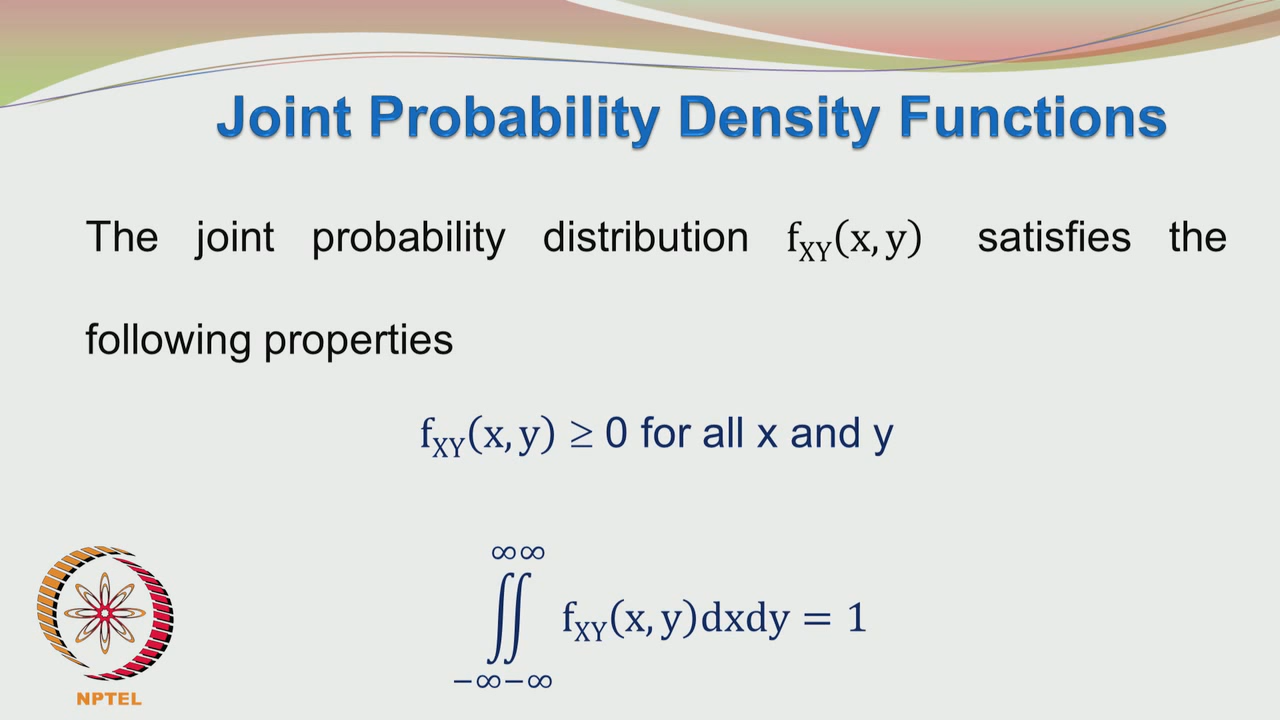 Joint Probability Density Functions
The joint probability distribution f_XY(x, y) satisfies the
following properties
f_XY(x, y) ≥ 0 for all x and y
∞∞
∬ f_XY(x, y)dxdy = 1
−∞−∞
NPTEL